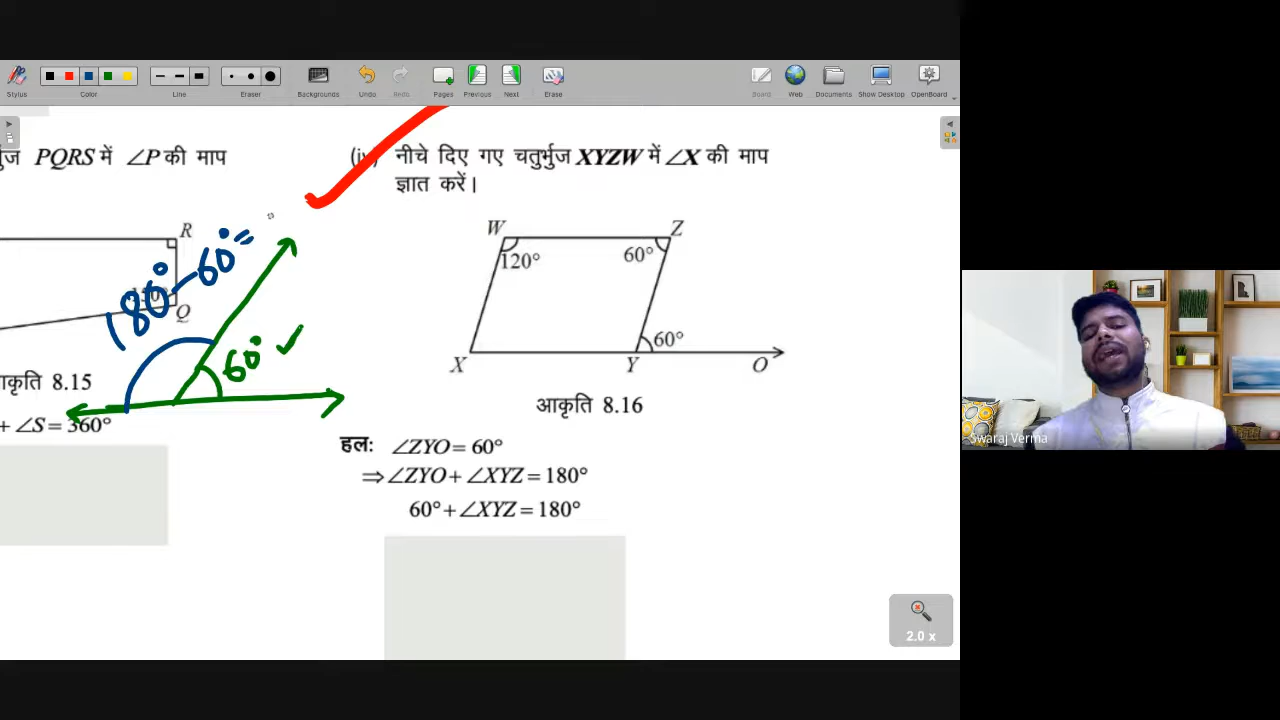 Stylus
Color
Line
Eraser
Backgrounds
Undo
Redo
Pages
Previous
Next
Erase
Board
Web
Documents
Show Desktop
OpenBoard
PQRS में ∠P की माप
R
Q
180° - 60° =
60° ✓
8.15
+ ∠S = 360°
(iv) नीचे दिए गए चतुर्भुज XYZW में ∠X की माप
ज्ञात करें।
W
Z
120°
60°
60°
X
Y
O
आकृति 8.16
हल: ∠ZYO = 60°
⇒ ∠ZYO + ∠XYZ = 180°
60° + ∠XYZ = 180°
2.0 x
Swaraj Verma